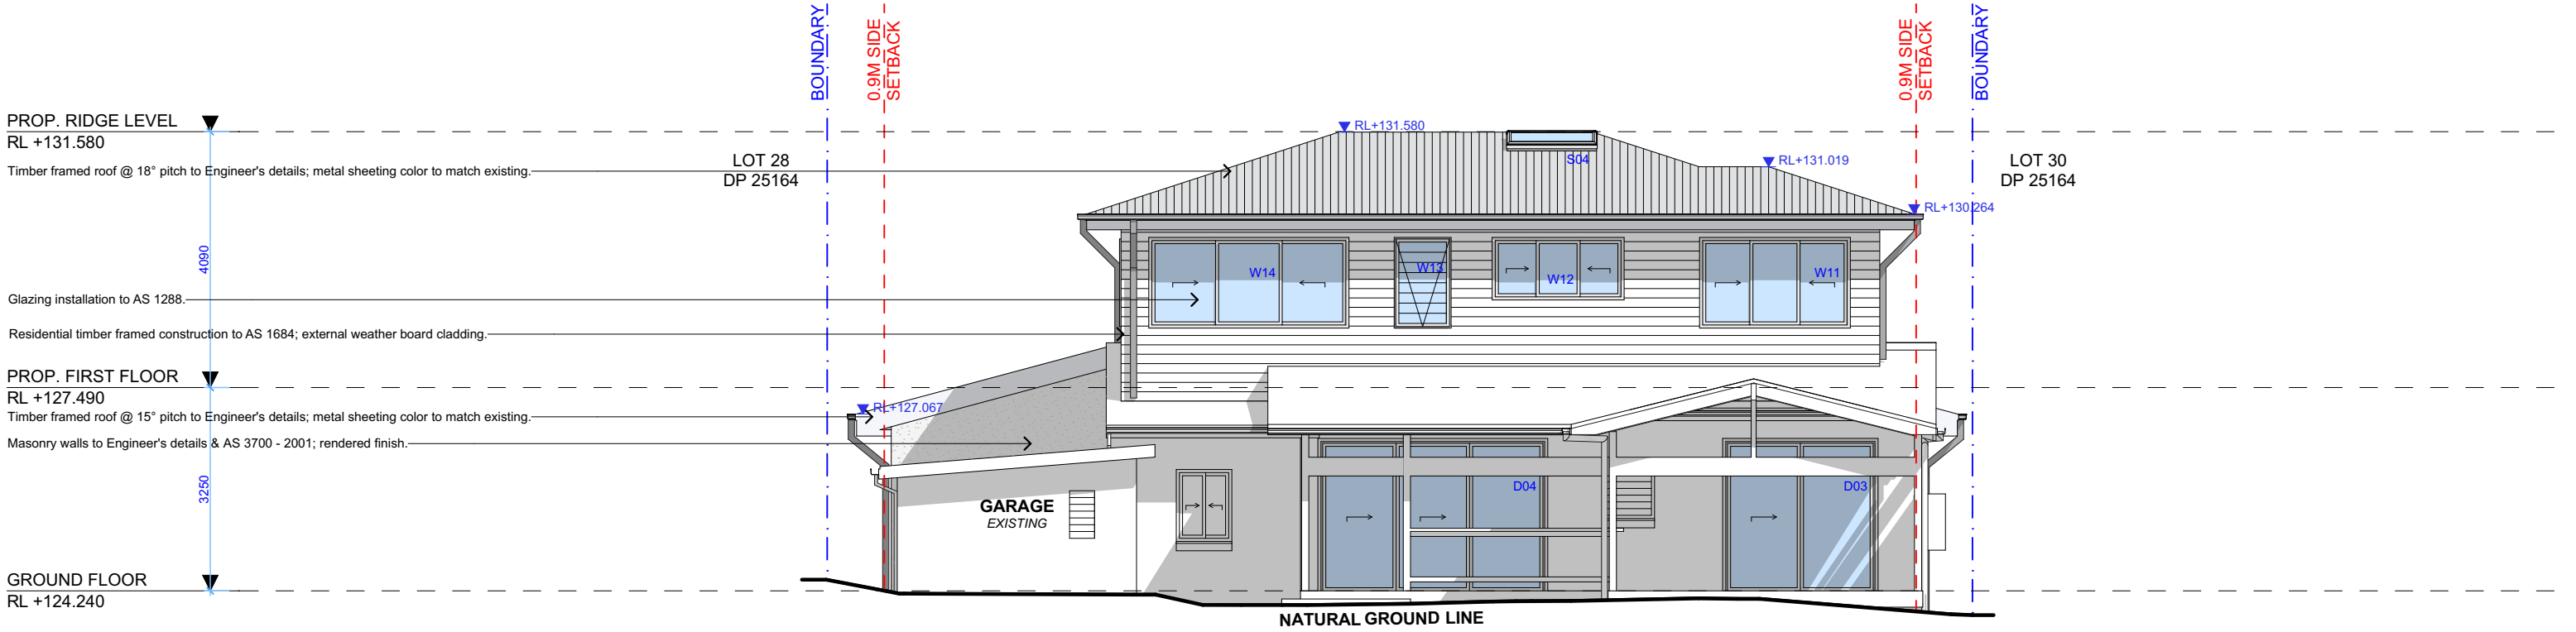 BOUNDARY
0.9M SIDE
SETBACK
0.9M SIDE
SETBACK
BOUNDARY
PROP. RIDGE LEVEL
RL +131.580
RL+131.580
S04
RL+131.019
LOT 28
DP 25164
LOT 30
DP 25164
Timber framed roof @ 18° pitch to Engineer's details; metal sheeting color to match existing.
RL+130.264
4090
W14
W13
W12
W11
Glazing installation to AS 1288.
Residential timber framed construction to AS 1684; external weather board cladding.
PROP. FIRST FLOOR
RL +127.490
RL+127.067
Timber framed roof @ 15° pitch to Engineer's details; metal sheeting color to match existing.
Masonry walls to Engineer's details & AS 3700 - 2001; rendered finish.
3250
D04
D03
GARAGE
EXISTING
GROUND FLOOR
RL +124.240
NATURAL GROUND LINE